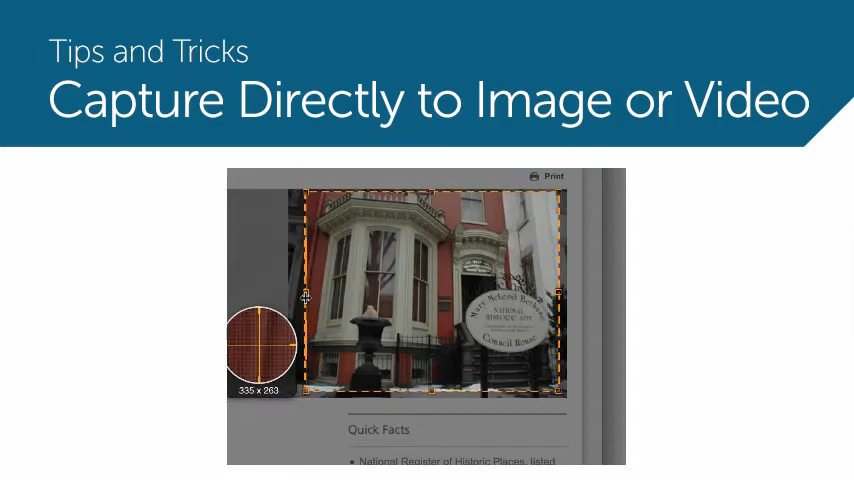 Tips and Tricks
Capture Directly to Image or Video
Print
Mary McLeod Bethune
NATIONAL
HISTORIC SITE
Council House
335 x 263
Quick Facts
• National Register of Historic Places, listed